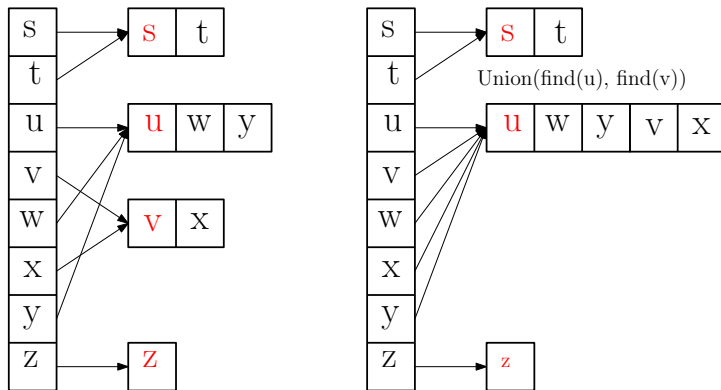 s s t
t
u u w y
v
w v x
x
y
z z
s s t
t Union(find(u), find(v))
u u w y v x
v
w
x
y
z z